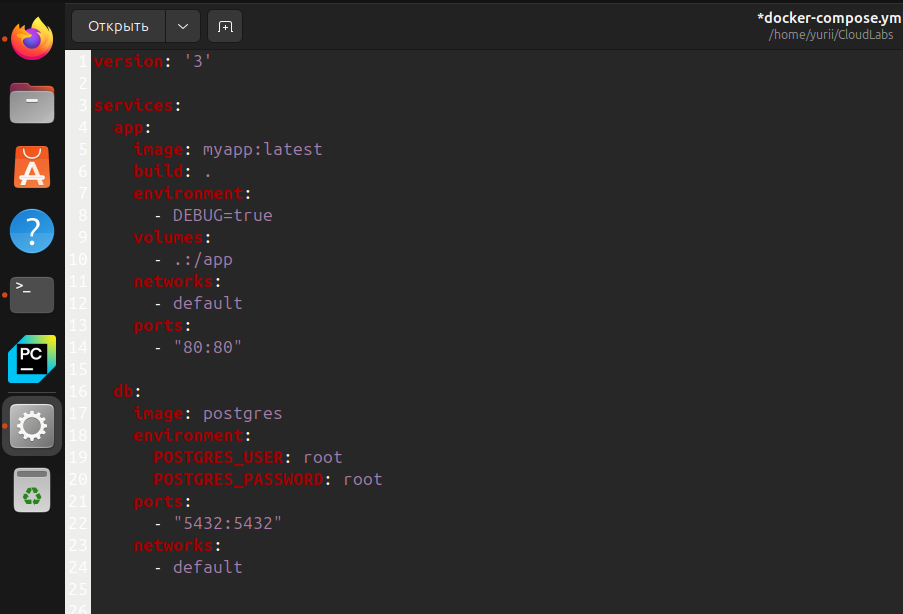 Открыть
*docker-compose.ym
/home/yurii/CloudLabs
1 version: '3'
2
3 services:
4   app:
5     image: myapp:latest
6     build: .
7     environment:
8       - DEBUG=true
9     volumes:
10       - .:/app
11     networks:
12       - default
13     ports:
14       - "80:80"
15
16   db:
17     image: postgres
18     environment:
19       POSTGRES_USER: root
20       POSTGRES_PASSWORD: root
21     ports:
22       - "5432:5432"
23     networks:
24       - default
25
26
A
?
>_
PC